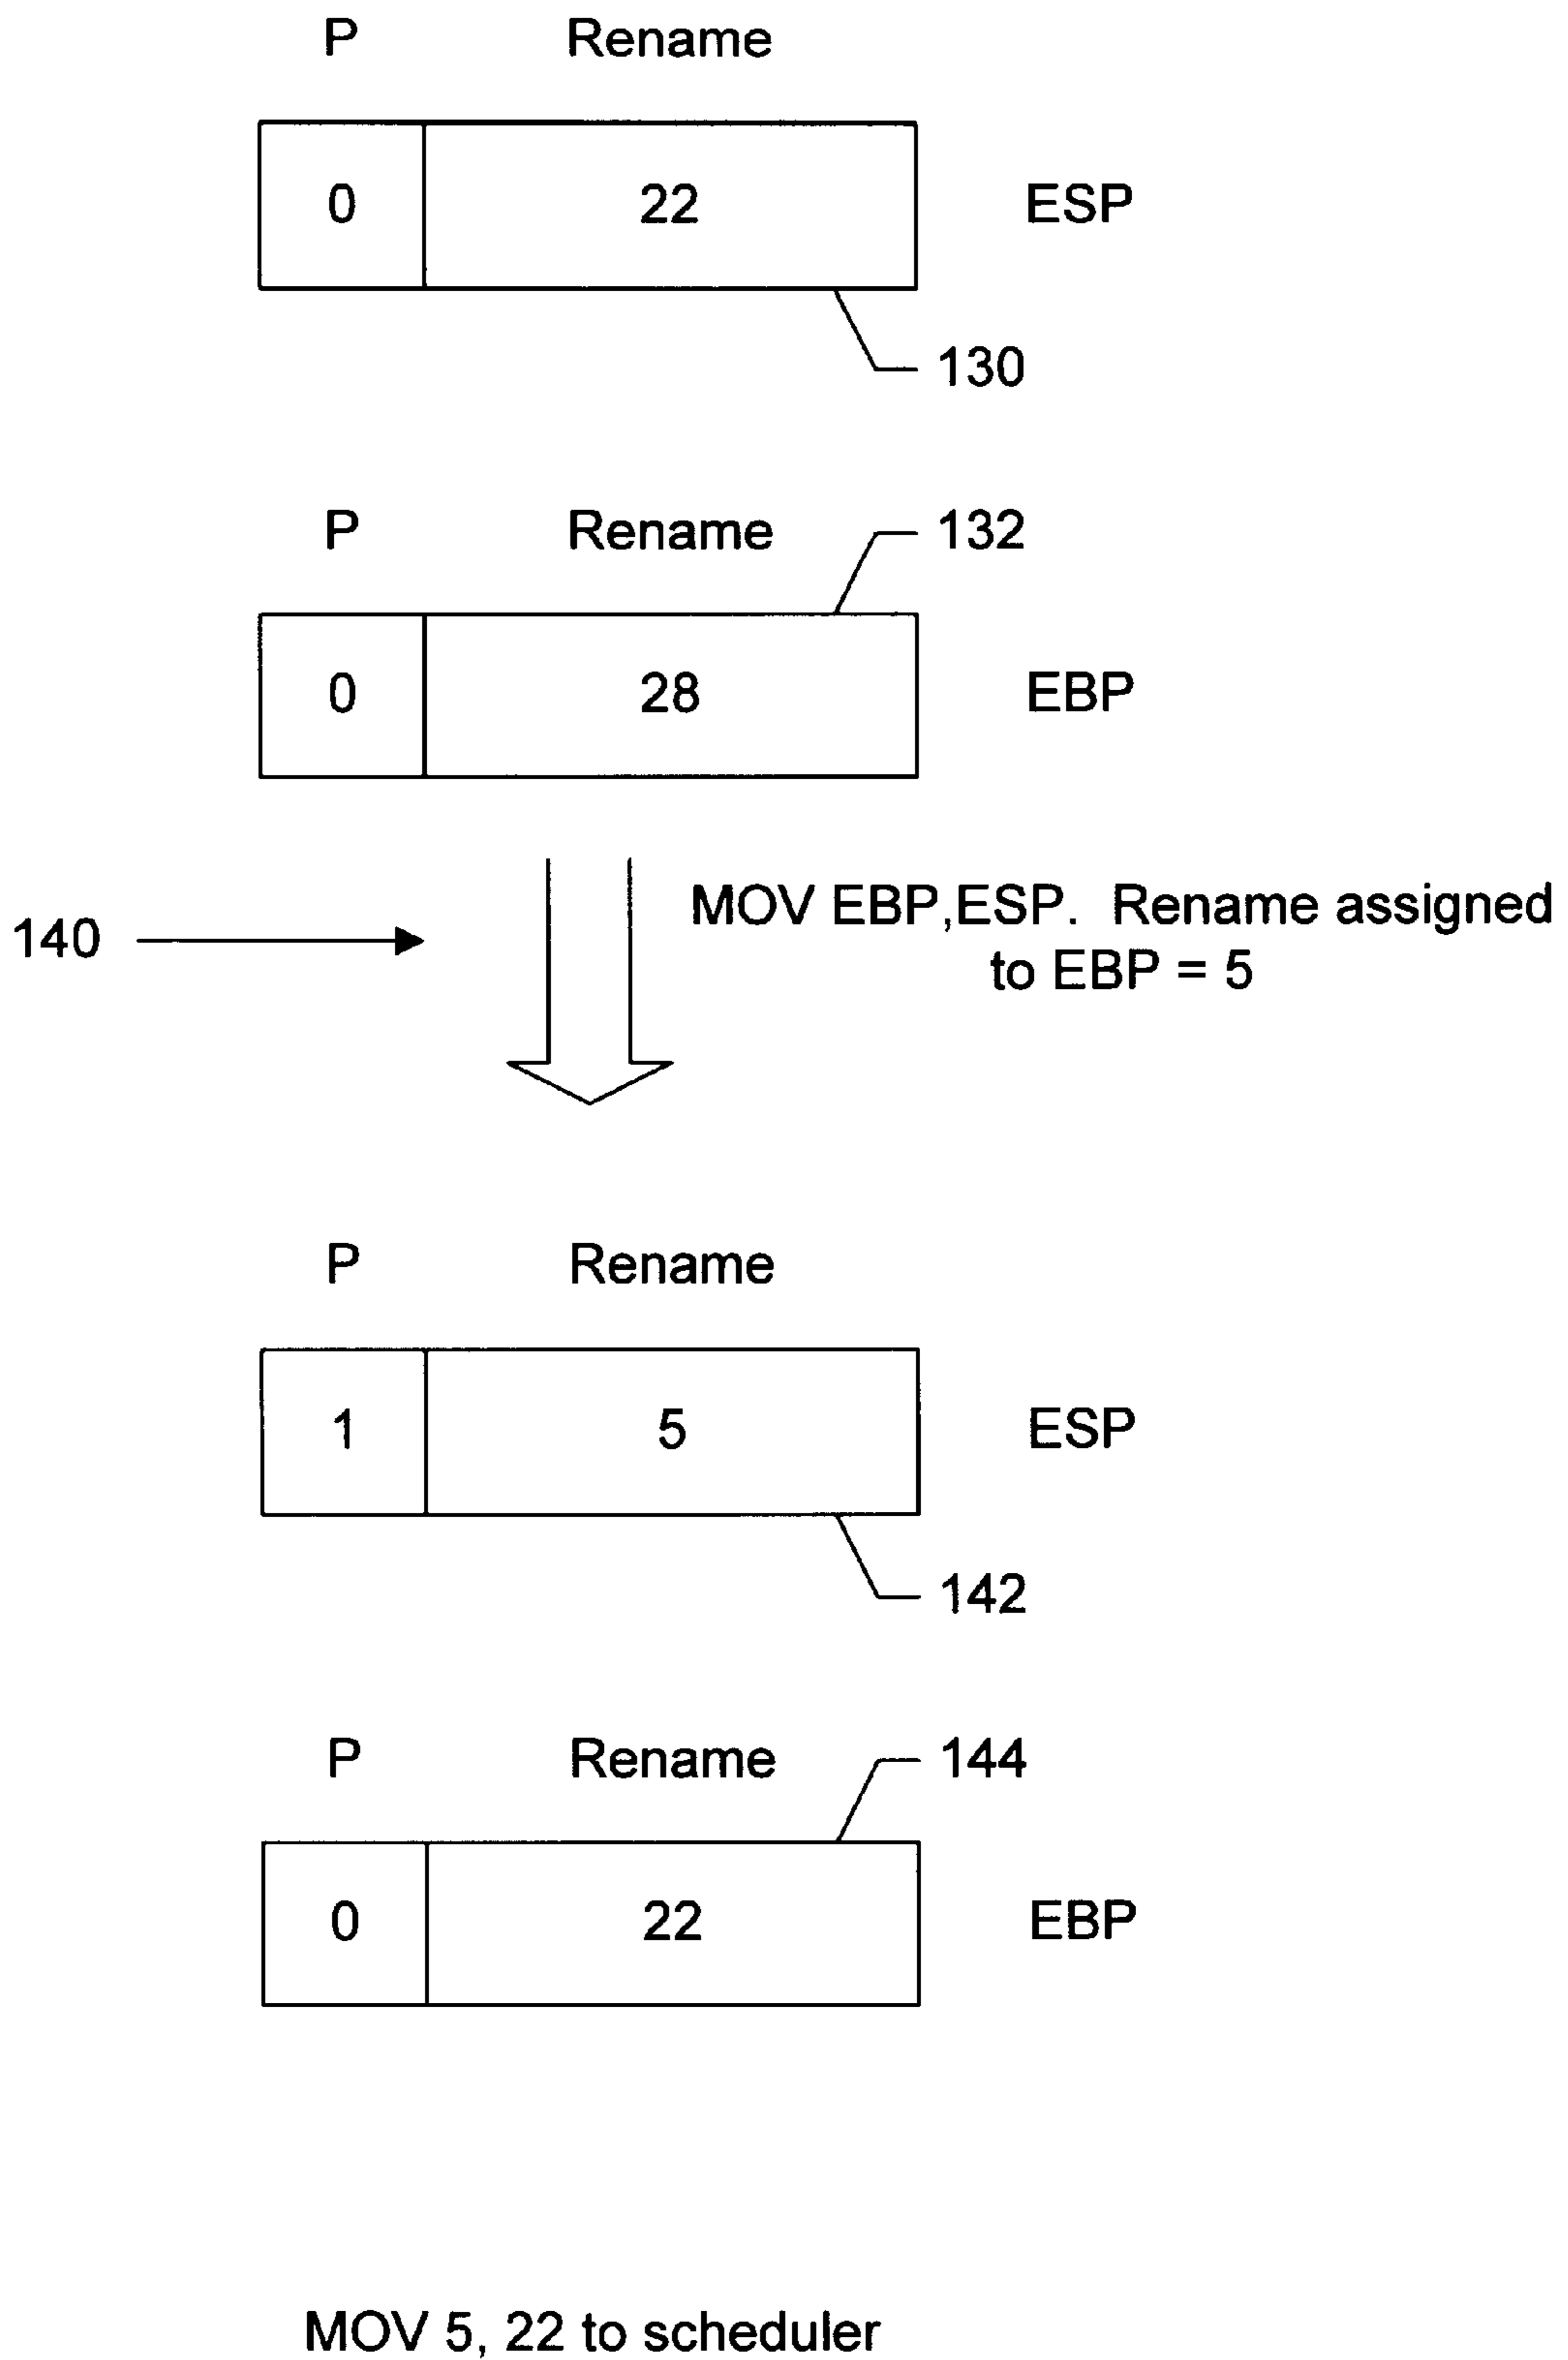 P Rename
0 22 ESP
130
P Rename 132
0 28 EBP
MOV EBP,ESP. Rename assigned
140
to EBP = 5
P Rename
1 5 ESP
142
P Rename 144
0 22 EBP
MOV 5, 22 to scheduler